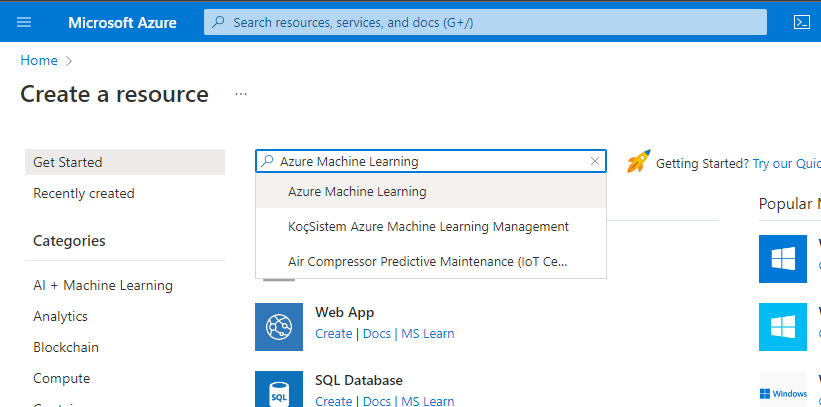 Microsoft Azure
Search resources, services, and docs (G+/)
Home
Create a resource
Get Started
Recently created
Categories
AI + Machine Learning
Analytics
Blockchain
Compute
Azure Machine Learning
Azure Machine Learning
KoçSistem Azure Machine Learning Management
Air Compressor Predictive Maintenance (IoT Ce...
Web App
Create | Docs | MS Learn
SQL Database
Create | Docs | MS Learn
Getting Started? Try our Quic
Popular
Windows
SQL